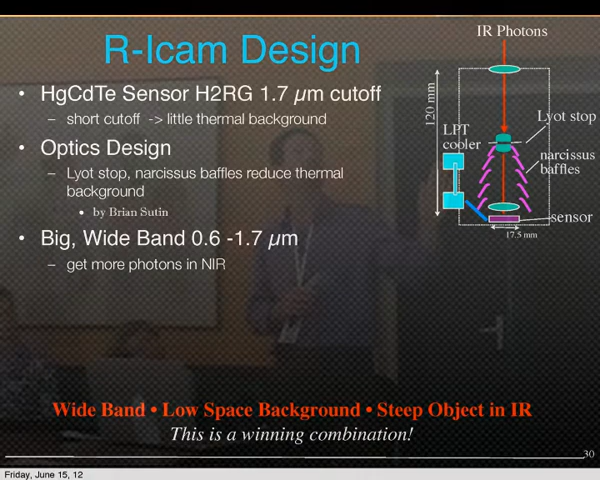 R-Icam Design
• HgCdTe Sensor H2RG 1.7 µm cutoff
– short cutoff -> little thermal background
• Optics Design
– Lyot stop, narcissus baffles reduce thermal
background
• by Brian Sutin
• Big, Wide Band 0.6 -1.7 µm
– get more photons in NIR
IR Photons
120 mm
Lyot stop
LPT
cooler
narcissus
baffles
sensor
17.5 mm
Wide Band • Low Space Background • Steep Object in IR
This is a winning combination!
30
Friday, June 15, 12